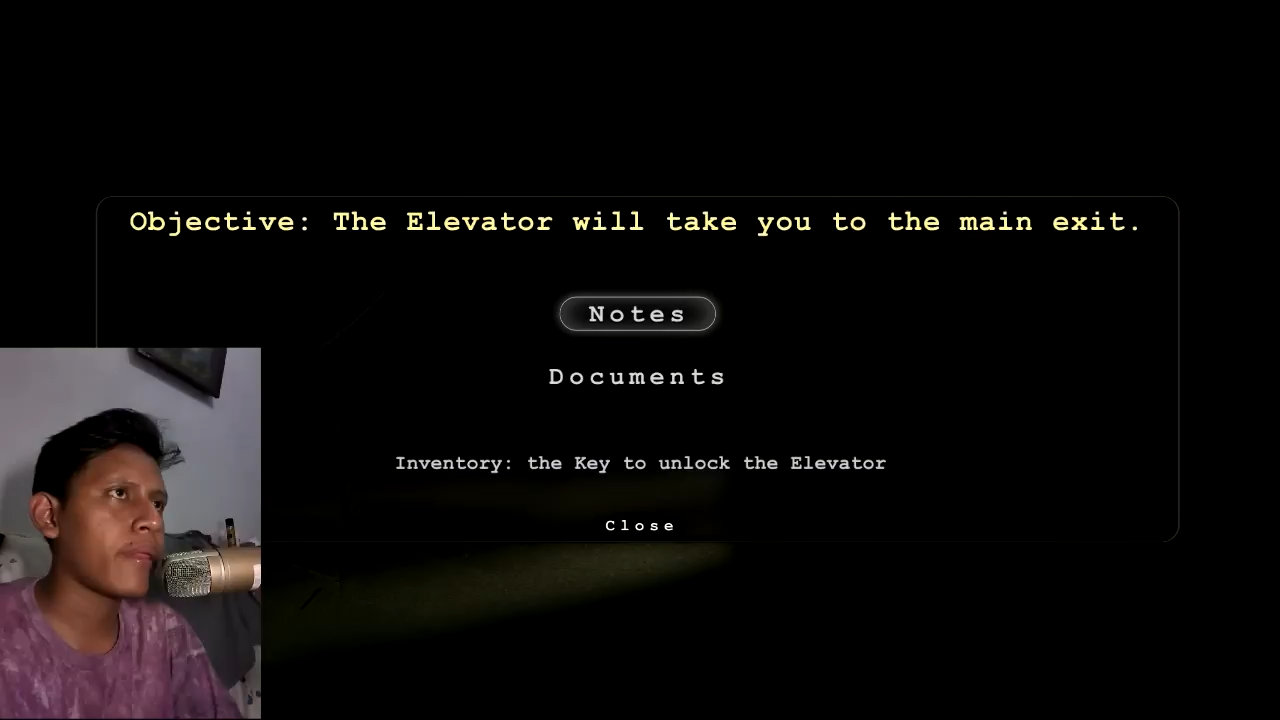 Objective: The Elevator will take you to the main exit.
Notes
Documents
Inventory: the Key to unlock the Elevator
Close